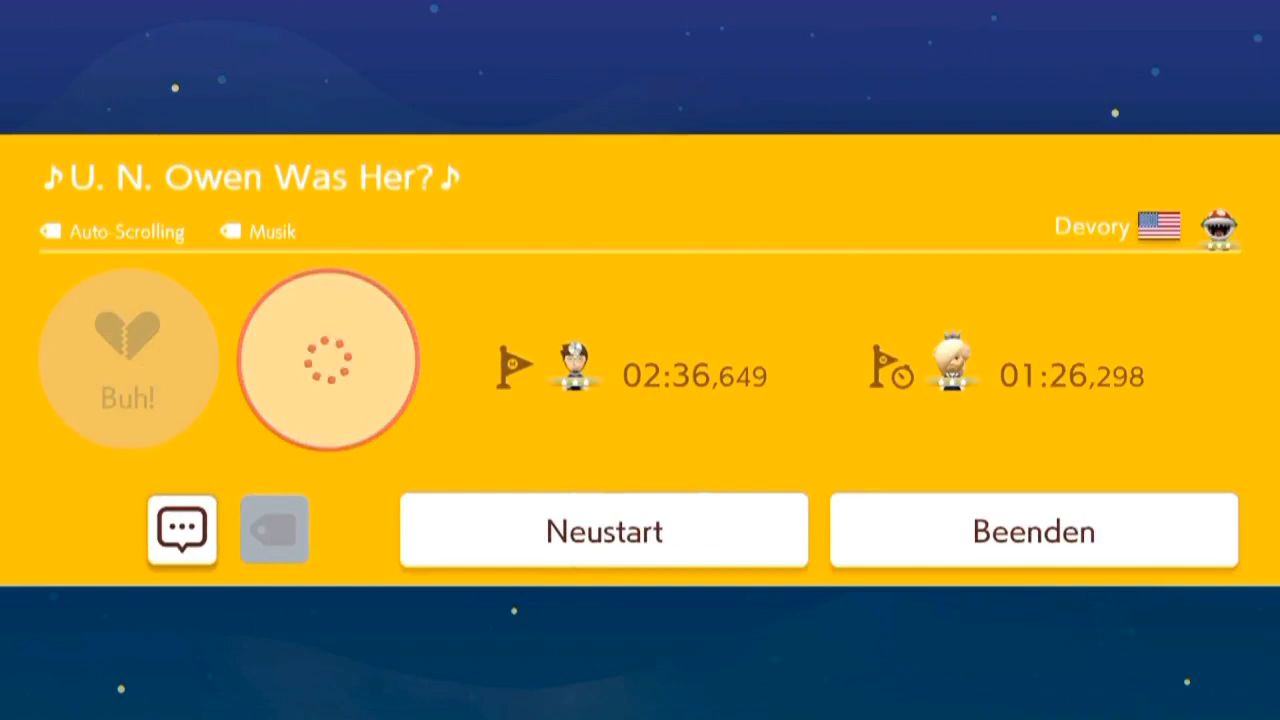 ♪U. N. Owen Was Her?♪
Auto-Scrolling Musik
Devory
Buh!
02:36,649
01:26,298
Neustart
Beenden